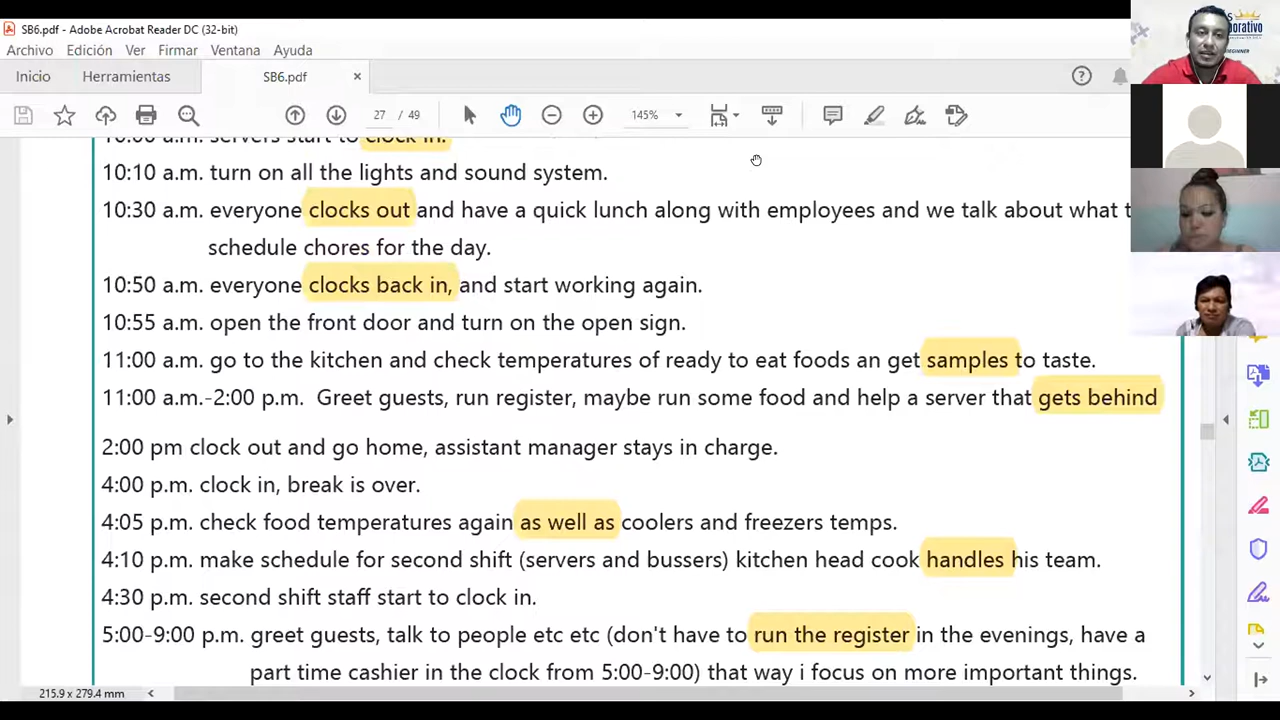 SB6.pdf - Adobe Acrobat Reader DC (32-bit)
Archivo Edición Ver Firmar Ventana Ayuda
Inicio Herramientas SB6.pdf ×
27 / 49 145%
10:00 a.m. servers start to clock in.
10:10 a.m. turn on all the lights and sound system.
10:30 a.m. everyone clocks out and have a quick lunch along with employees and we talk about what
schedule chores for the day.
10:50 a.m. everyone clocks back in, and start working again.
10:55 a.m. open the front door and turn on the open sign.
11:00 a.m. go to the kitchen and check temperatures of ready to eat foods an get samples to taste.
11:00 a.m.-2:00 p.m. Greet guests, run register, maybe run some food and help a server that gets behind
2:00 pm clock out and go home, assistant manager stays in charge.
4:00 p.m. clock in, break is over.
4:05 p.m. check food temperatures again as well as coolers and freezers temps.
4:10 p.m. make schedule for second shift (servers and bussers) kitchen head cook handles his team.
4:30 p.m. second shift staff start to clock in.
5:00-9:00 p.m. greet guests, talk to people etc etc (don't have to run the register in the evenings, have a
part time cashier in the clock from 5:00-9:00) that way i focus on more important things.
215.9 x 279.4 mm